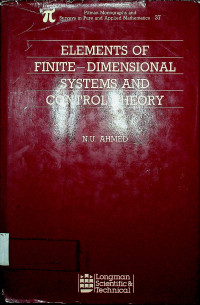 π Pitman Monographs and
Surveys in Pure and Applied Mathematics 37
ELEMENTS OF
FINITE-DIMENSIONAL
SYSTEMS AND
CONTROL THEORY
N.U. AHMED
Longman
Scientific &
Technical